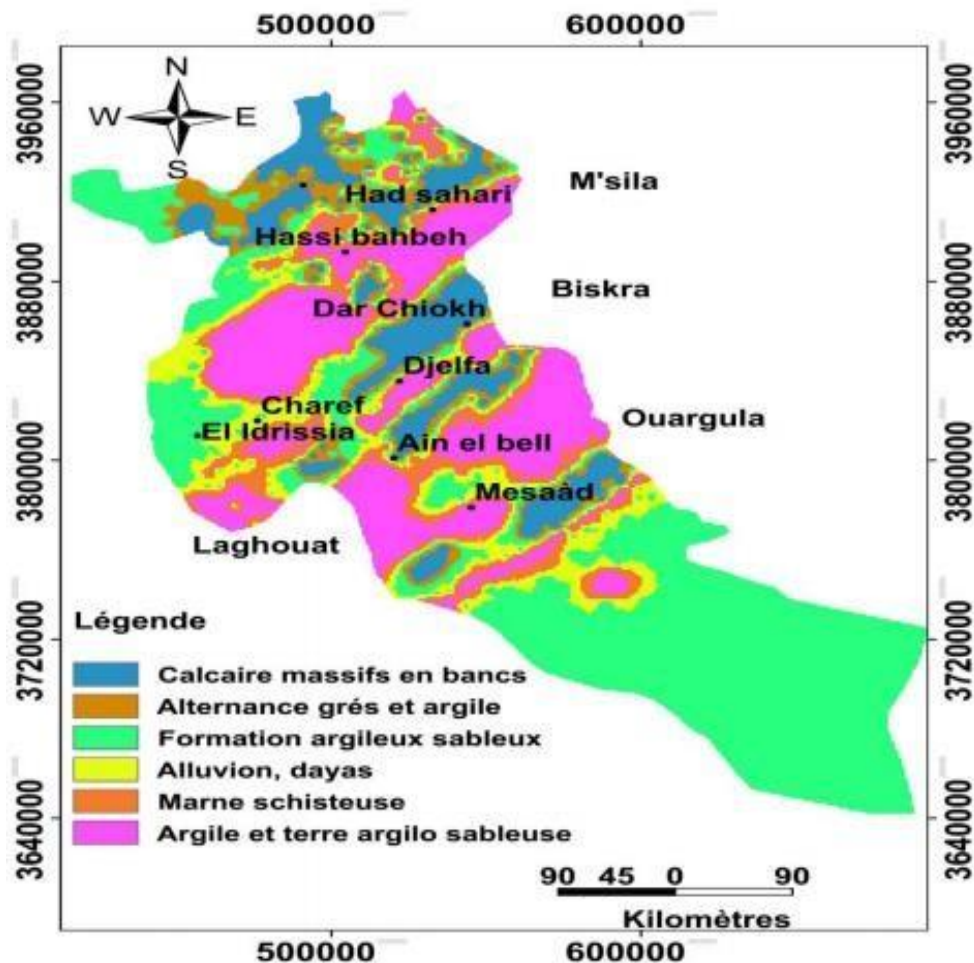 500000 600000
3960000 3960000
N
W E
S
M'sila
Had sahari
Hassi bahbeh
3880000 3880000
Biskra
Dar Chiokh
Djelfa
Charef
Ouargula
El Idrissia
Ain el bell
3800000 3800000
Mesaàd
Laghouat
Légende
3720000 3720000
Calcaire massifs en bancs
Alternance grés et argile
Formation argileux sableux
Alluvion, dayas
Marne schisteuse
3640000 3640000
Argile et terre argilo sableuse
90 45 0 90
Kilomètres
500000 600000